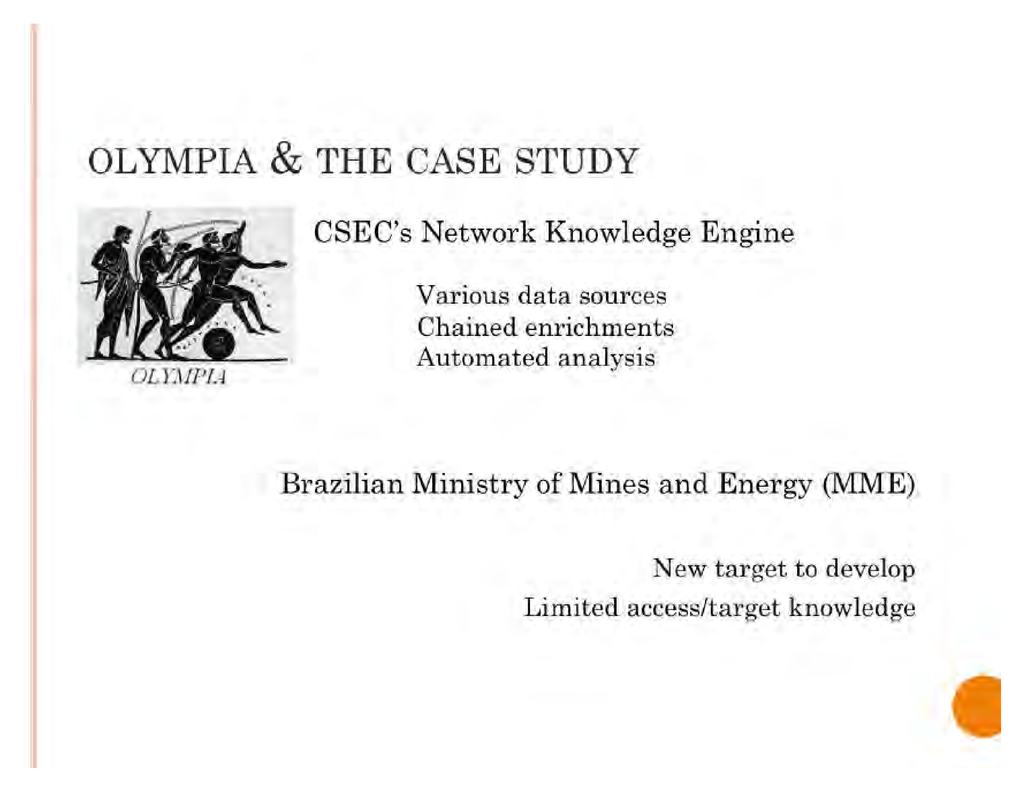 OLYMPIA & THE CASE STUDY
CSEC's Network Knowledge Engine
Various data sources
Chained enrichments
Automated analysis
OLYMPIA
Brazilian Ministry of Mines and Energy (MME)
New target to develop
Limited access/target knowledge